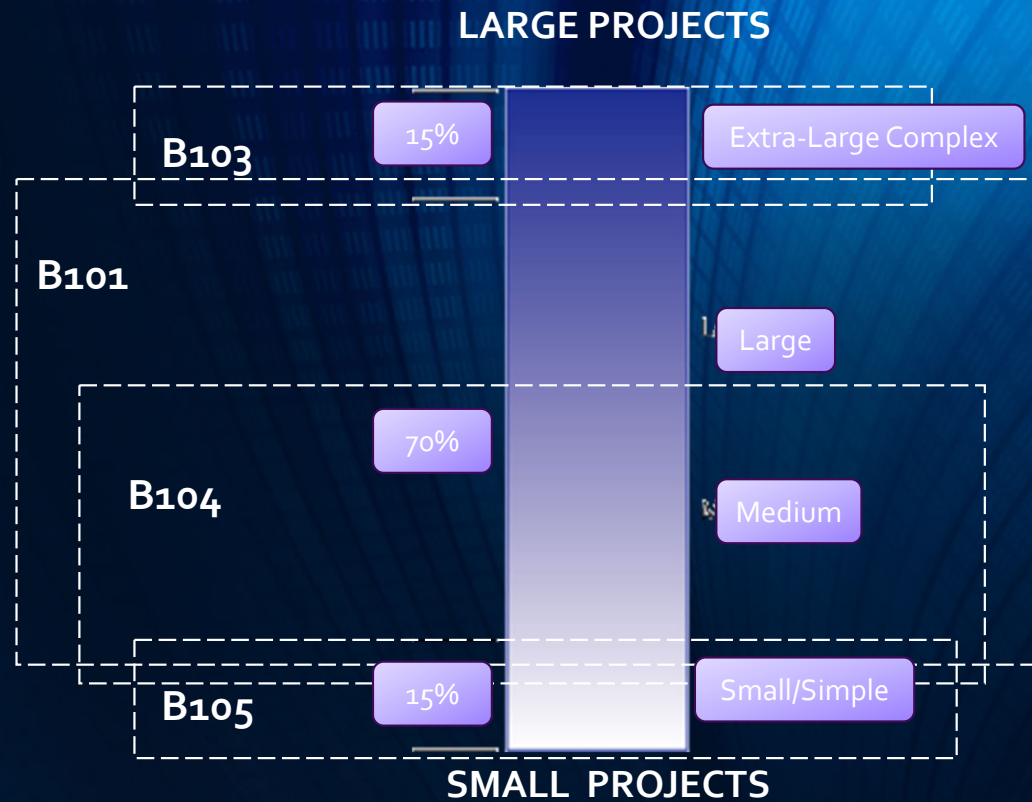 LARGE PROJECTS
15%
Extra-Large Complex
B103
B101
Large
70%
B104
Medium
15%
Small/Simple
B105
SMALL PROJECTS